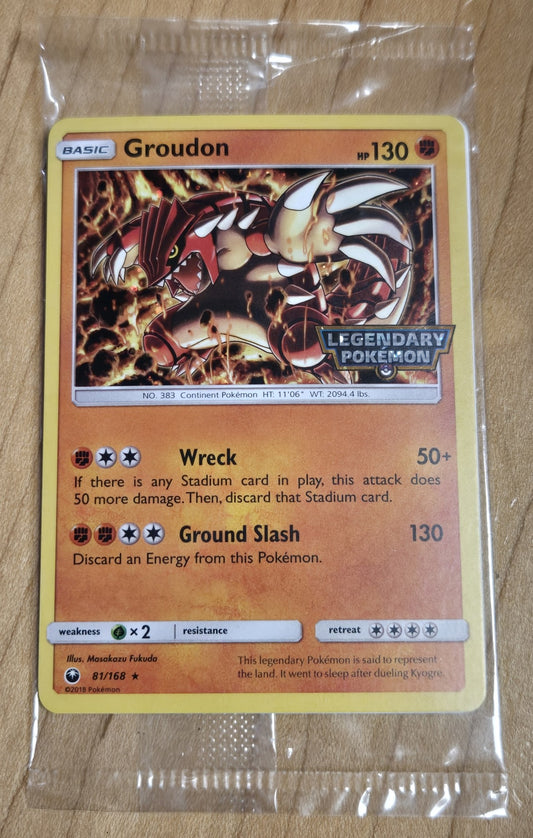 BASIC Groudon HP 130
LEGENDARY
POKÉMON
NO. 383 Continent Pokémon HT: 11'06" WT: 2094.4 lbs.
Wreck 50+
If there is any Stadium card in play, this attack does
50 more damage. Then, discard that Stadium card.
Ground Slash 130
Discard an Energy from this Pokémon.
weakness ×2 resistance retreat
Illus. Masakazu Fukuda
This legendary Pokémon is said to represent
the land. It went to sleep after dueling Kyogre.
81/168 ★
©2018 Pokémon